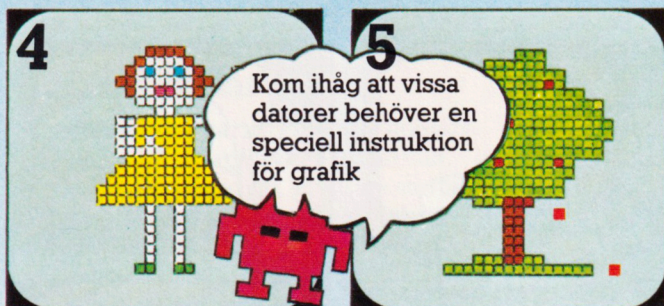 4
5
Kom ihåg att vissa
datorer behöver en
speciell instruktion
för grafik